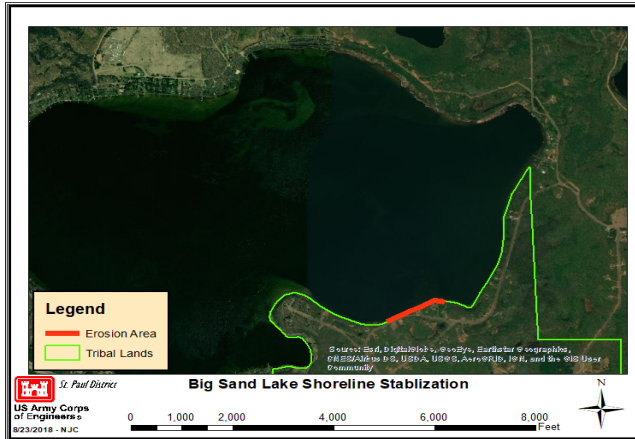 Legend
Erosion Area
Tribal Lands
Source: Esri, DigitalGlobe, GeoEye, Earthstar Geographics,
CNES/Airbus DS, USDA, USGS, AeroGRID, IGN, and the GIS User
Community
St. Paul District
US Army Corps
of Engineers®
8/23/2018 - NJC
Big Sand Lake Shoreline Stablization
N
0 1,000 2,000 4,000 6,000 8,000
Feet